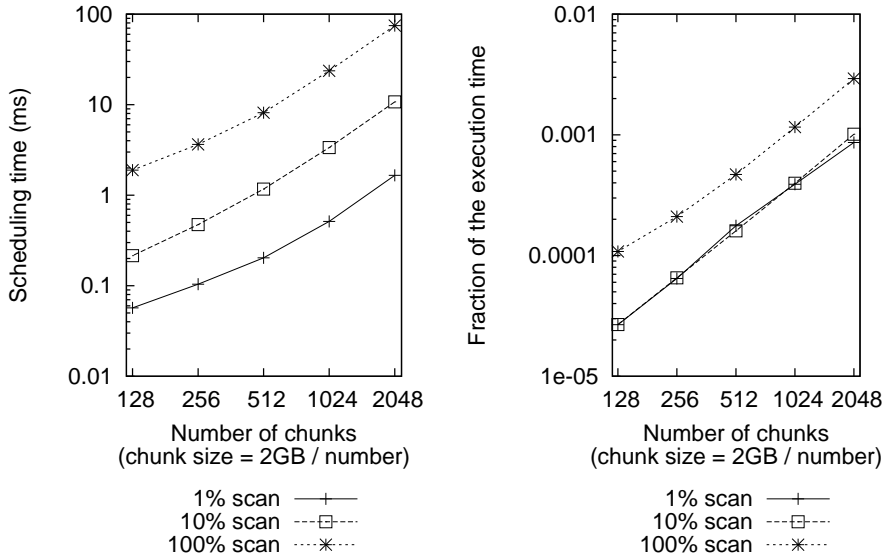 Scheduling time (ms)
100
10
1
0.1
0.01
128 256 512 1024 2048
Number of chunks
(chunk size = 2GB / number)
1% scan
10% scan
100% scan
Fraction of the execution time
0.01
0.001
0.0001
1e-05
128 256 512 1024 2048
Number of chunks
(chunk size = 2GB / number)
1% scan
10% scan
100% scan